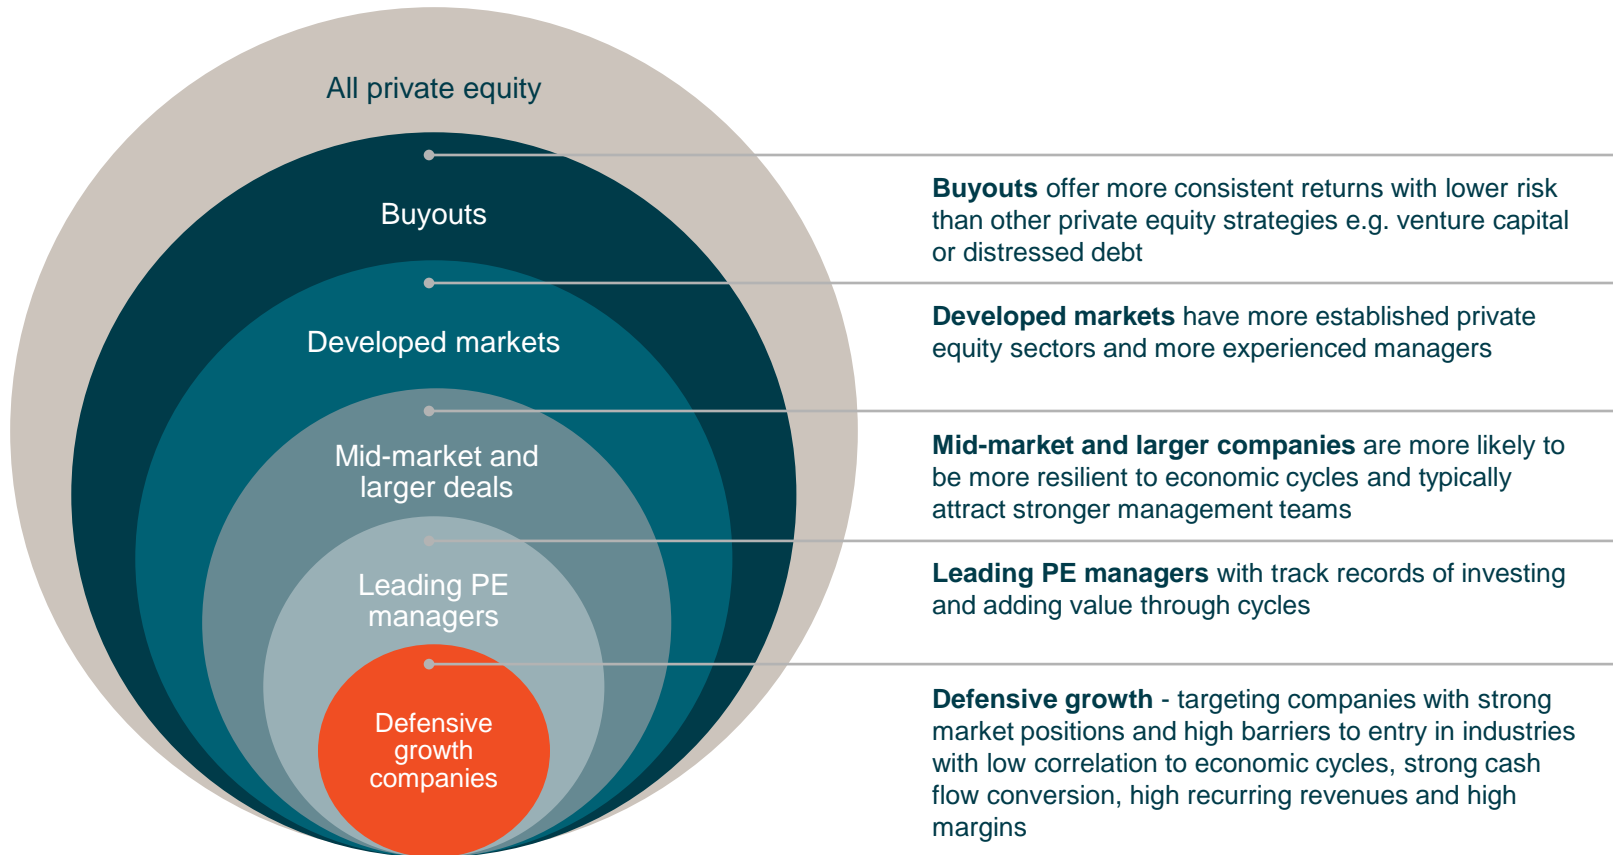 All private equity
Buyouts
Developed markets
Mid-market and
larger deals
Leading PE
managers
Defensive
growth
companies
Buyouts offer more consistent returns with lower risk
than other private equity strategies e.g. venture capital
or distressed debt
Developed markets have more established private
equity sectors and more experienced managers
Mid-market and larger companies are more likely to
be more resilient to economic cycles and typically
attract stronger management teams
Leading PE managers with track records of investing
and adding value through cycles
Defensive growth - targeting companies with strong
market positions and high barriers to entry in industries
with low correlation to economic cycles, strong cash
flow conversion, high recurring revenues and high
margins